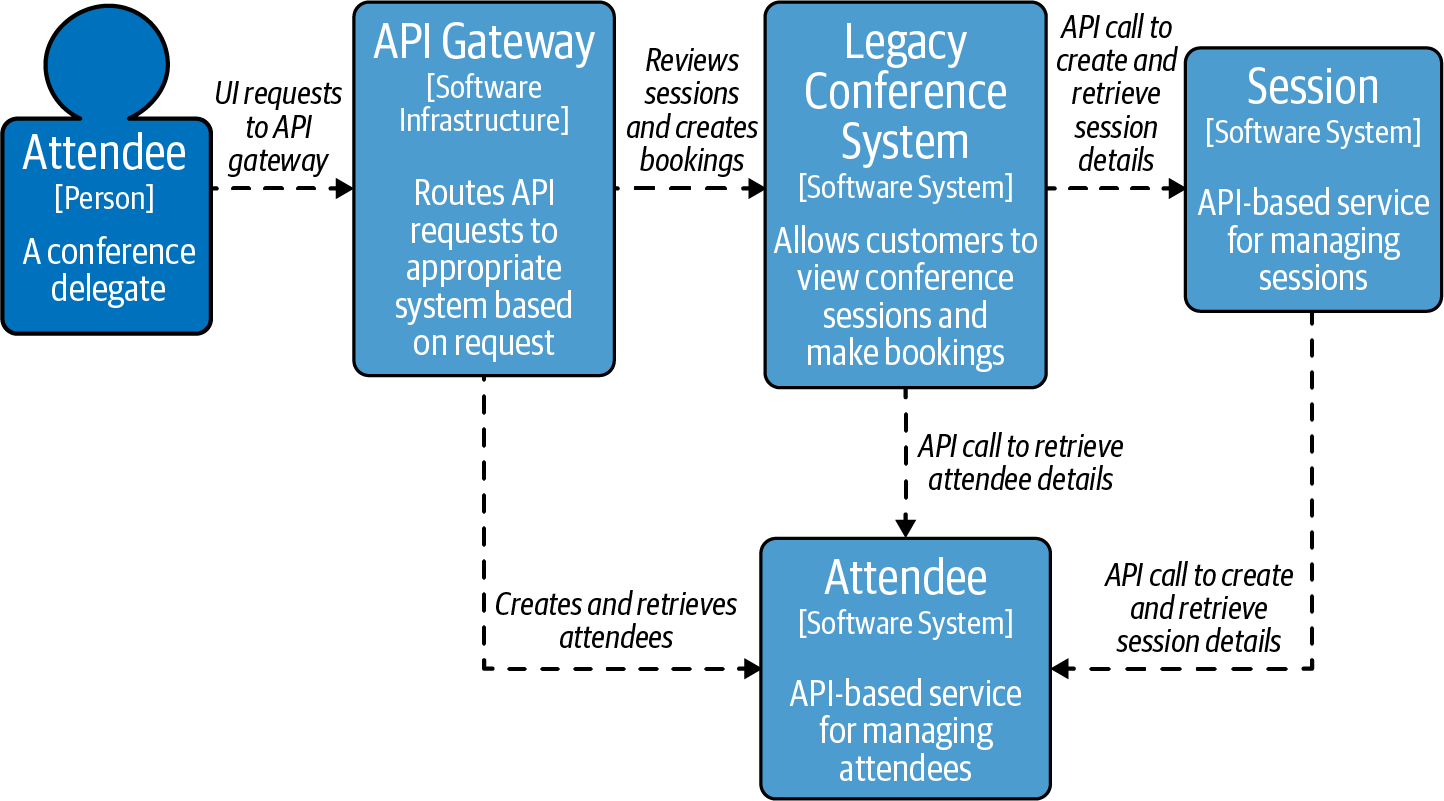 Attendee
[Person]
A conference
delegate
UI requests
to API
gateway
API Gateway
[Software
Infrastructure]
Routes API
requests to
appropriate
system based
on request
Reviews
sessions
and creates
bookings
Legacy
Conference
System
[Software System]
Allows customers to
view conference
sessions and
make bookings
API call to
create and
retrieve
session
details
Session
[Software System]
API-based service
for managing
sessions
API call to retrieve
attendee details
Creates and retrieves
attendees
Attendee
[Software System]
API-based service
for managing
attendees
API call to create
and retrieve
session details